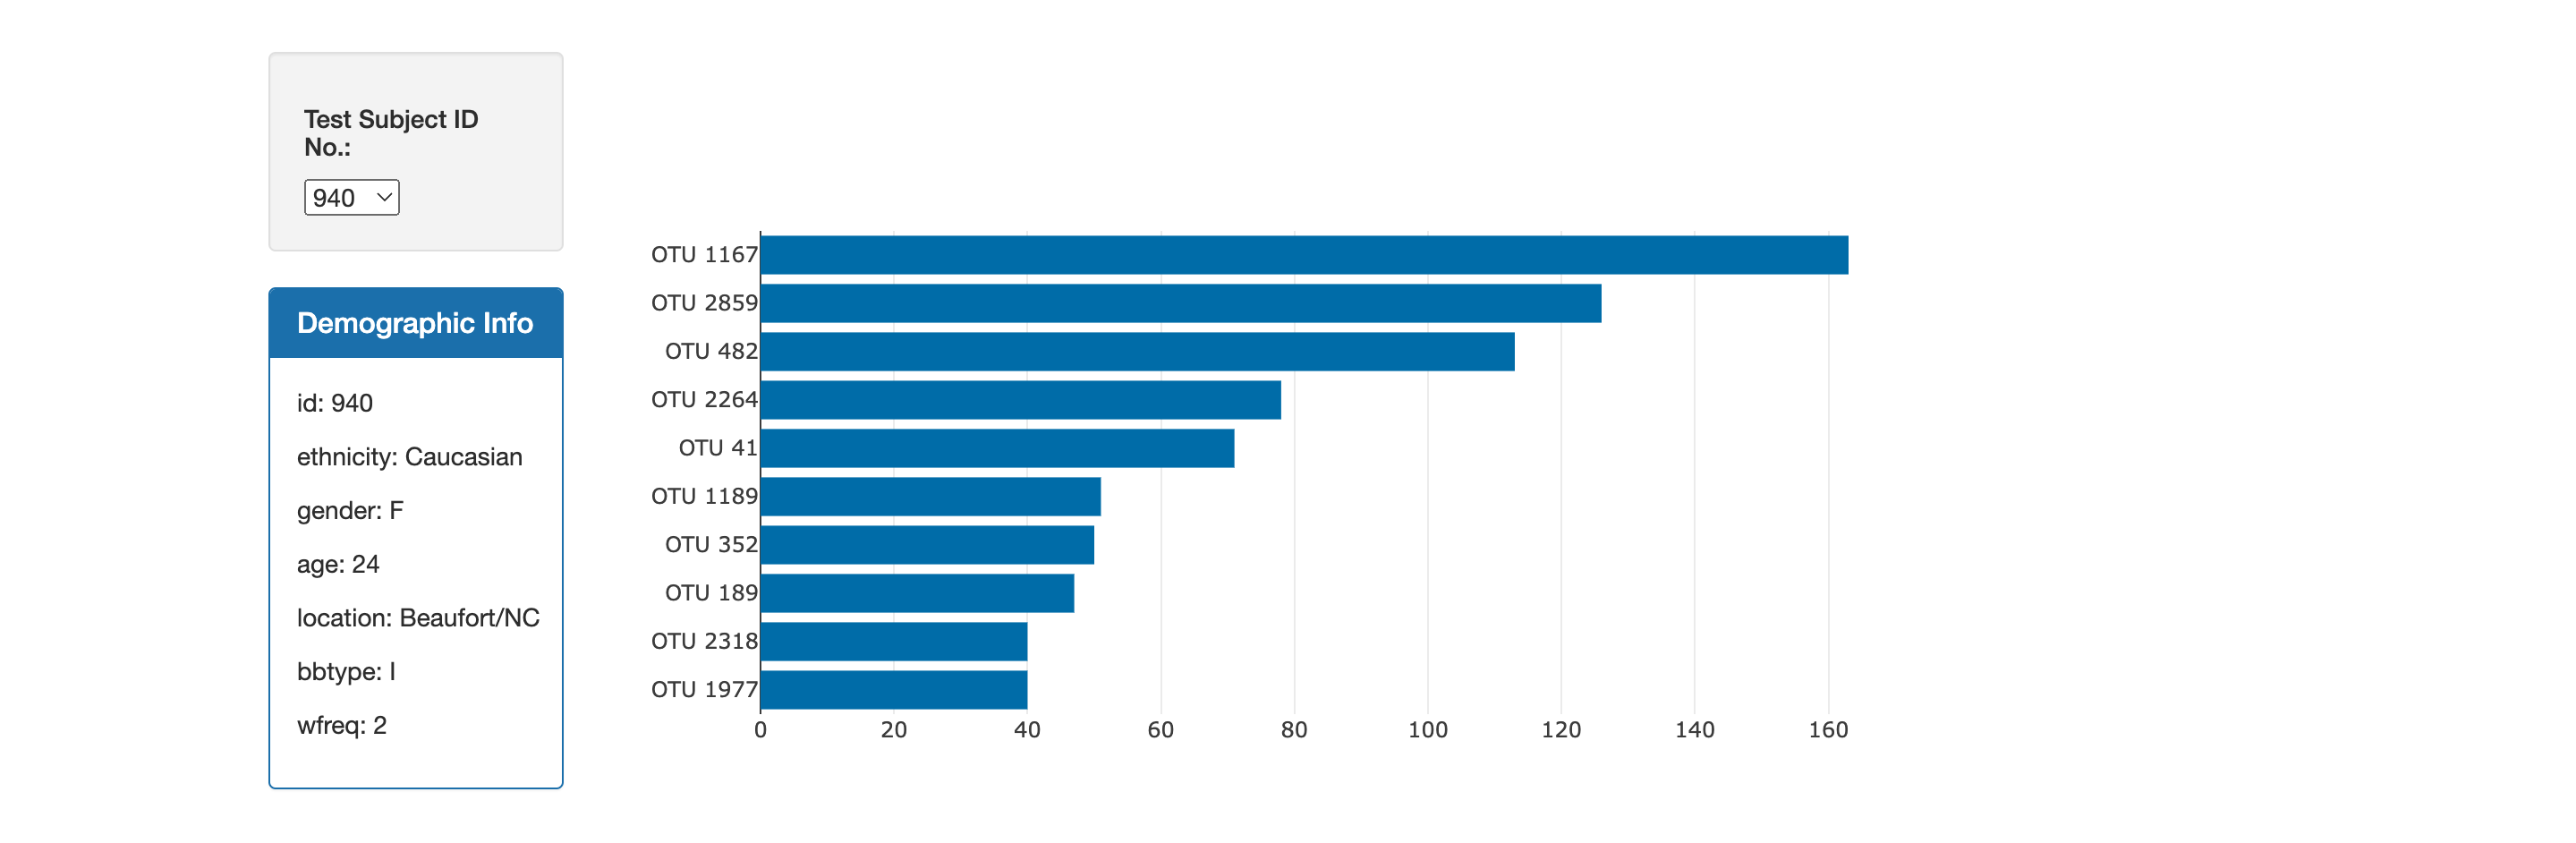 Test Subject ID
No.:
940
Demographic Info
id: 940
ethnicity: Caucasian
gender: F
age: 24
location: Beaufort/NC
bbtype: I
wfreq: 2
OTU 1167
OTU 2859
OTU 482
OTU 2264
OTU 41
OTU 1189
OTU 352
OTU 189
OTU 2318
OTU 1977
0 20 40 60 80 100 120 140 160